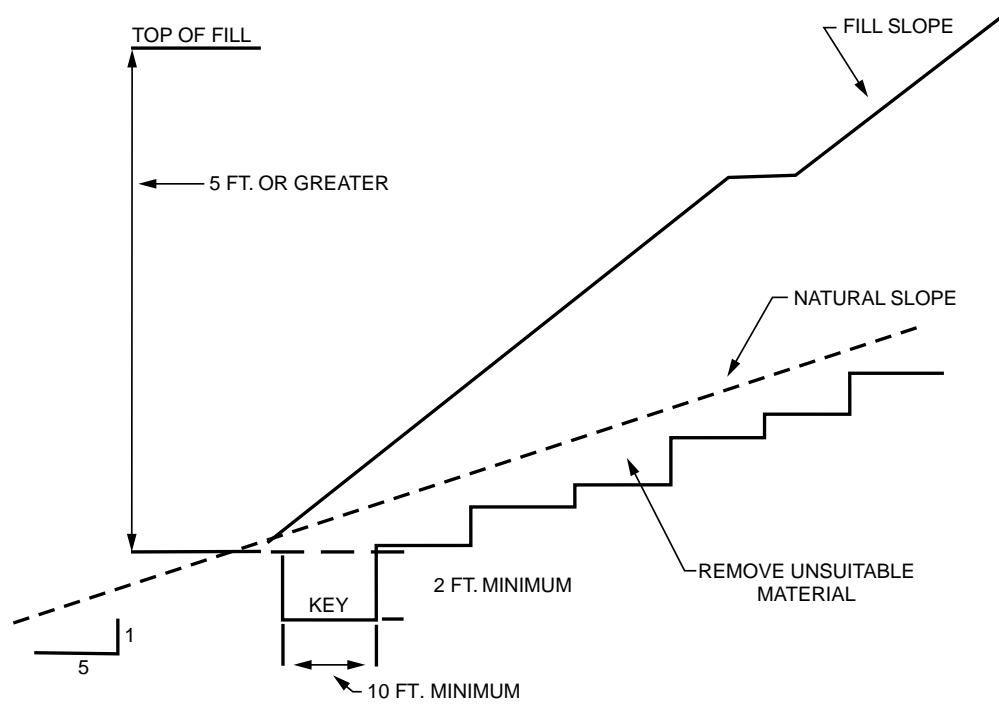 TOP OF FILL
FILL SLOPE
5 FT. OR GREATER
NATURAL SLOPE
REMOVE UNSUITABLE
MATERIAL
2 FT. MINIMUM
KEY
1
5
10 FT. MINIMUM